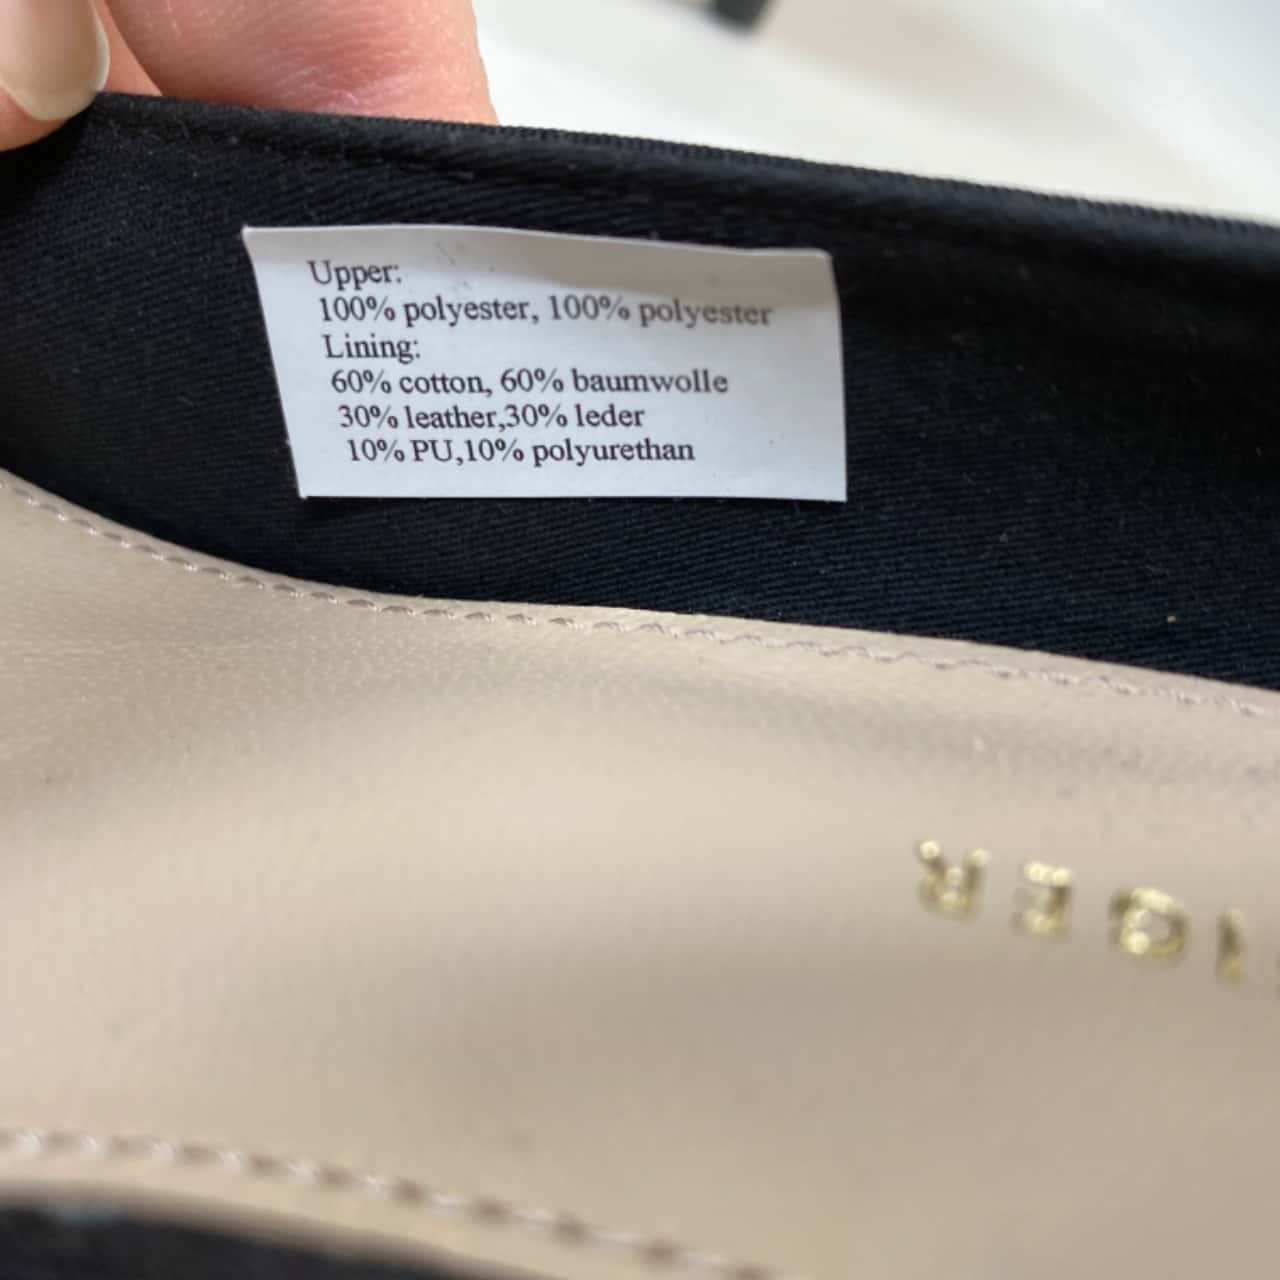 Upper:
100% polyester, 100% polyester
Lining:
60% cotton, 60% baumwolle
30% leather,30% leder
10% PU,10% polyurethan